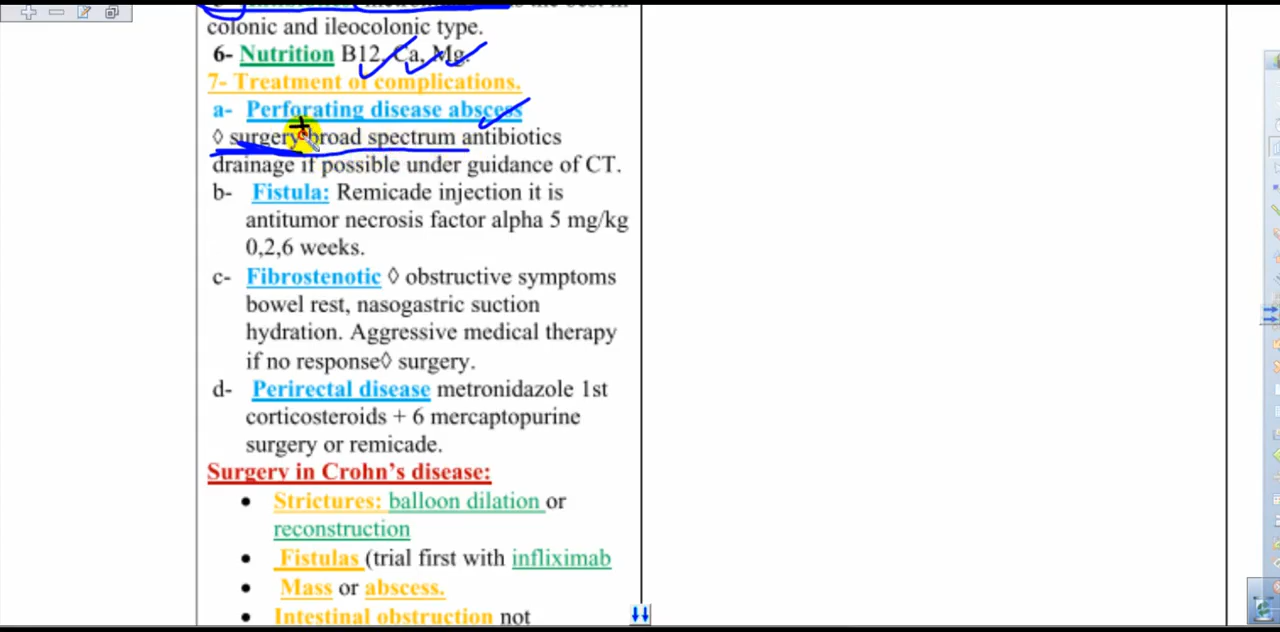 is the best in
colonic and ileocolonic type.
6- Nutrition B12, Ca, Mg.
7- Treatment of complications.
a- Perforating disease abscess
◊ surgery broad spectrum antibiotics
drainage if possible under guidance of CT.
b- Fistula: Remicade injection it is
antitumor necrosis factor alpha 5 mg/kg
0,2,6 weeks.
c- Fibrostenotic ◊ obstructive symptoms
bowel rest, nasogastric suction
hydration. Aggressive medical therapy
if no response◊ surgery.
d- Perirectal disease metronidazole 1st
corticosteroids + 6 mercaptopurine
surgery or remicade.
Surgery in Crohn’s disease:
• Strictures: balloon dilation or
reconstruction
• Fistulas (trial first with infliximab
• Mass or abscess.
• Intestinal obstruction not